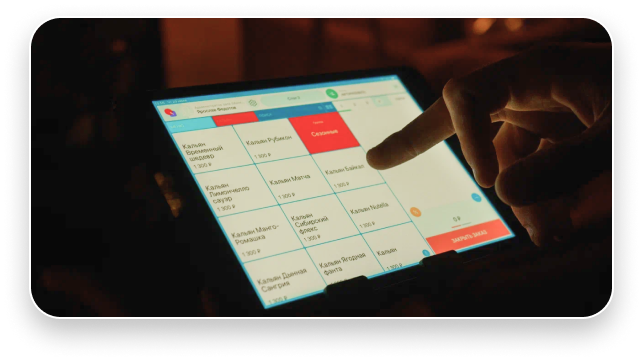 Кальян
Временный
шедевр
1 300 ₽
Кальян Рубикон
1 300 ₽
Сезонные
Кальян
Лимончелло
сауэр
1 300 ₽
Кальян Матча
1 300 ₽
Кальян Байкал
1 300 ₽
Кальян Манго-
Ромашка
1 300 ₽
Кальян
Сибирский
флекс
1 300 ₽
Кальян Nutella
1 300 ₽
Кальян Дынная
Сангрия
1 300 ₽
Кальян Ягодная
фанта
Кальян
1 300 ₽
0 ₽
ЗАКРЫТЬ ЗАКАЗ